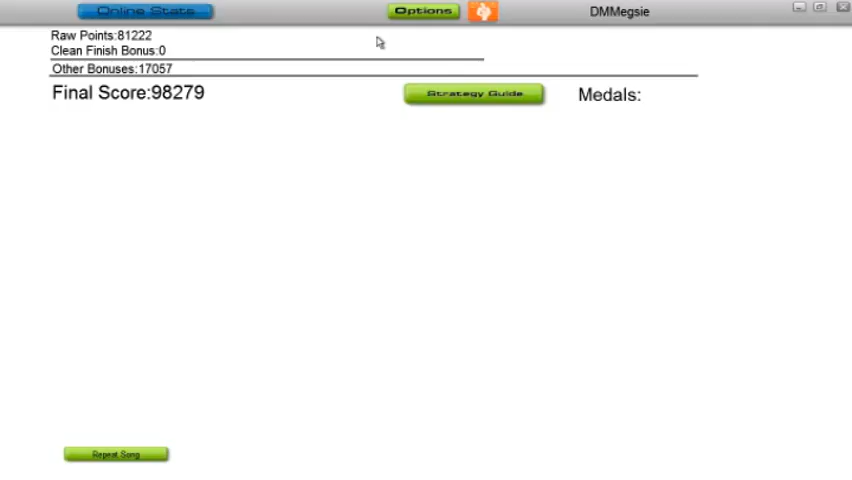 Online Stats Options DMMegsie
Raw Points:81222
Clean Finish Bonus:0
Other Bonuses:17057
Final Score:98279 Strategy Guide Medals:
Repeat Song